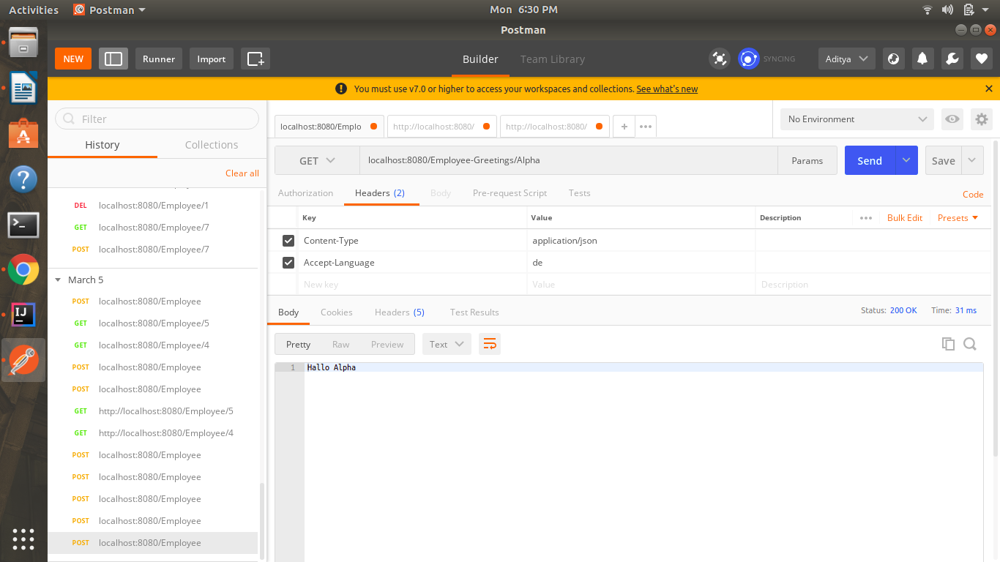 Activities Postman Mon 6:30 PM
Postman
NEW Runner Import Builder Team Library SYNCING Aditya
You must use v7.0 or higher to access your workspaces and collections. See what's new
Filter
History Collections
Clear all
DEL localhost:8080/Employee/1
GET localhost:8080/Employee/7
POST localhost:8080/Employee/7
March 5
POST localhost:8080/Employee
GET localhost:8080/Employee/5
GET localhost:8080/Employee/4
POST localhost:8080/Employee
POST localhost:8080/Employee
GET http://localhost:8080/Employee/5
GET http://localhost:8080/Employee/4
POST localhost:8080/Employee
POST localhost:8080/Employee
POST localhost:8080/Employee
POST localhost:8080/Employee
POST localhost:8080/Employee
localhost:8080/Emplo http://localhost:8080/ http://localhost:8080/ + ••• No Environment
GET localhost:8080/Employee-Greetings/Alpha Params Send Save
Authorization Headers (2) Body Pre-request Script Tests Code
Key Value Description ••• Bulk Edit Presets
Content-Type application/json
Accept-Language de
New key Value Description
Body Cookies Headers (5) Test Results Status: 200 OK Time: 31 ms
Pretty Raw Preview Text
1 Hallo Alpha
IJ